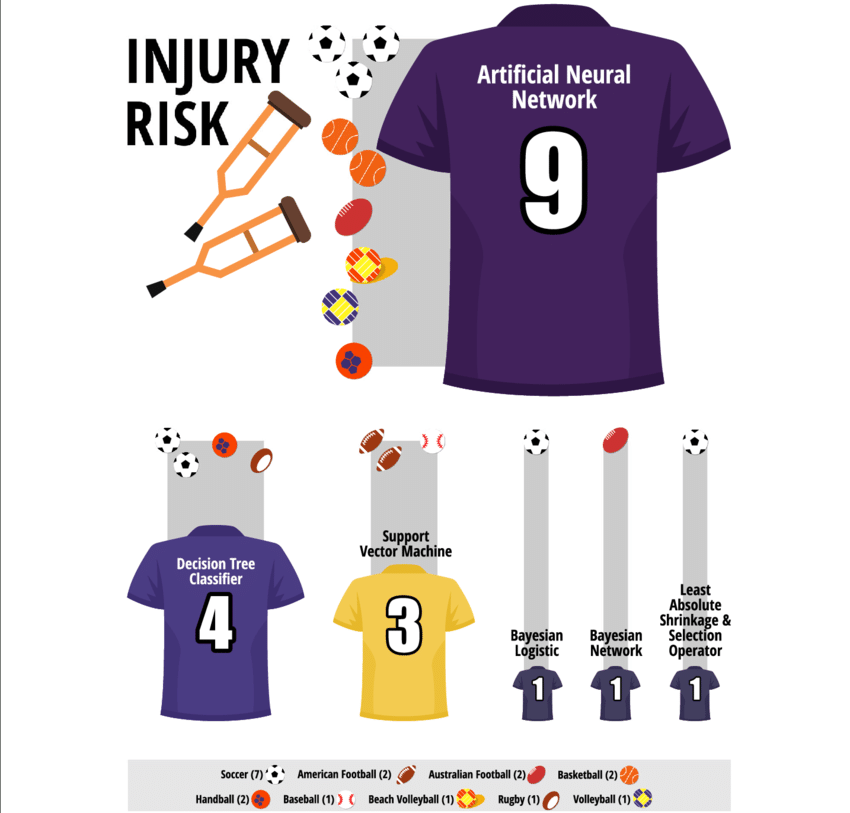 INJURY
RISK
Artificial Neural
Network
9
Decision Tree
Classifier
4
Support
Vector Machine
3
Bayesian
Logistic
1
Bayesian
Network
1
Least
Absolute
Shrinkage &
Selection
Operator
1
Soccer (7) American Football (2) Australian Football (2) Basketball (2)
Handball (2) Baseball (1) Beach Volleyball (1) Rugby (1) Volleyball (1)